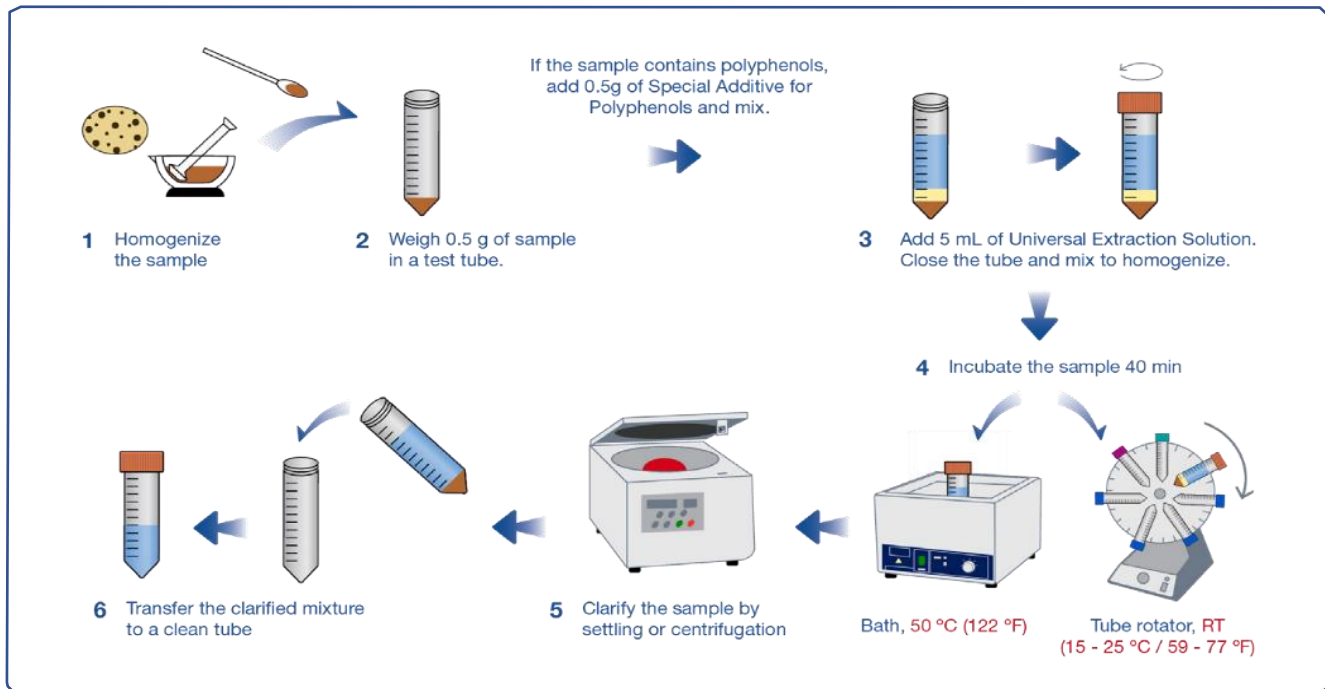 If the sample contains polyphenols,
add 0.5g of Special Additive for
Polyphenols and mix.
1 Homogenize
the sample
2 Weigh 0.5 g of sample
in a test tube.
3 Add 5 mL of Universal Extraction Solution.
Close the tube and mix to homogenize.
4 Incubate the sample 40 min
6 Transfer the clarified mixture
to a clean tube
5 Clarify the sample by
settling or centrifugation
Bath, 50 ºC (122 ºF)
Tube rotator, RT
(15 - 25 ºC / 59 - 77 ºF)